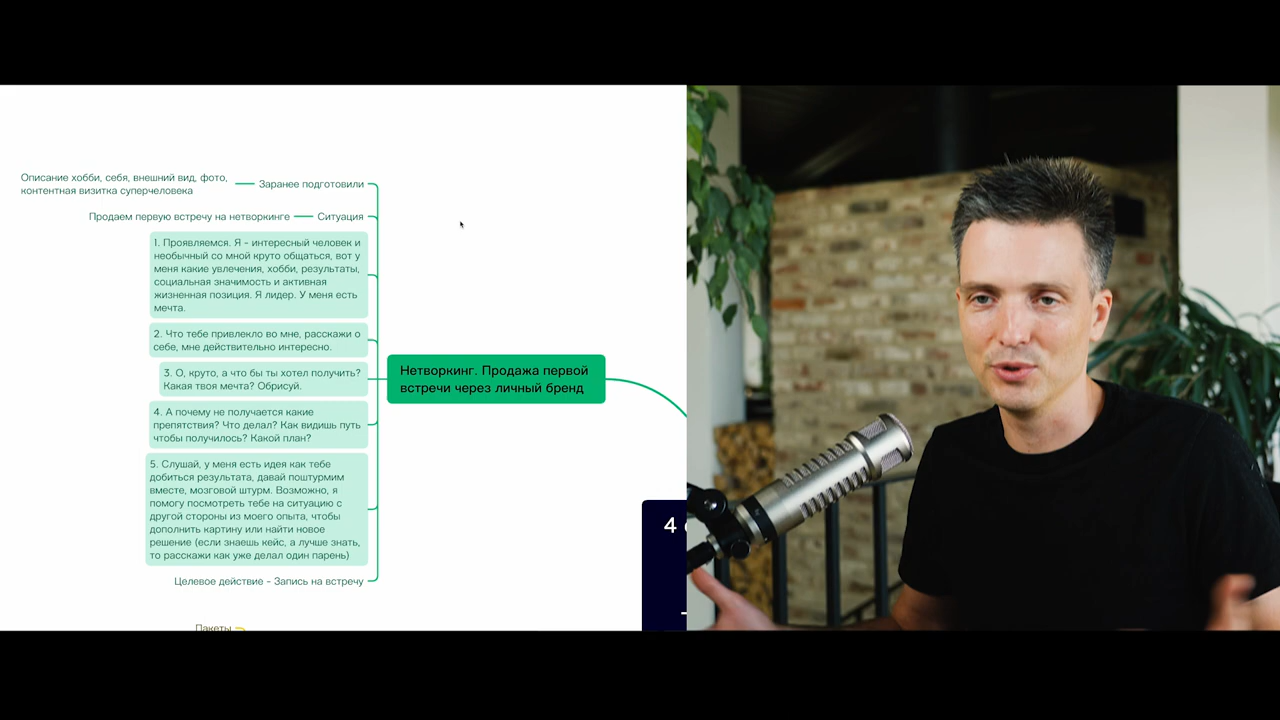 Описание хобби, себя, внешний вид, фото,
контентная визитка суперчеловека
Заранее подготовили
Продаем первую встречу на нетворкинге
Ситуация
1. Проявляемся. Я - интересный человек и
необычный со мной круто общаться, вот у
меня какие увлечения, хобби, результаты,
социальная значимость и активная
жизненная позиция. Я лидер. У меня есть
мечта.
2. Что тебе привлекло во мне, расскажи о
себе, мне действительно интересно.
3. О, круто, а что бы ты хотел получить?
Какая твоя мечта? Обрисуй.
4. А почему не получается какие
препятствия? Что делал? Как видишь путь
чтобы получилось? Какой план?
5. Слушай, у меня есть идея как тебе
добиться результата, давай поштурмим
вместе, мозговой штурм. Возможно, я
помогу посмотреть тебе на ситуацию с
другой стороны из моего опыта, чтобы
дополнить картину или найти новое
решение (если знаешь кейс, а лучше знать,
то расскажи как уже делал один парень)
Целевое действие - Запись на встречу
Нетворкинг. Продажа первой
встречи через личный бренд
4
Пакеты